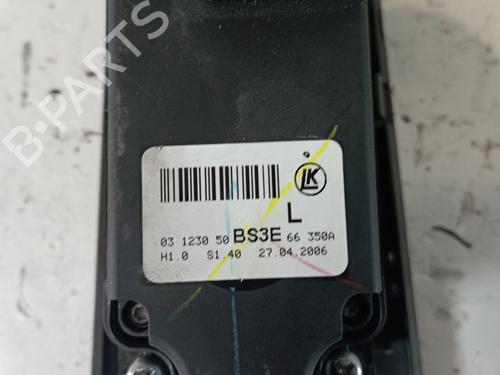 B-PARTS
LK
L
03 1230 50 BS3E 66 350A
H1.0 S1.40 27.04.2006